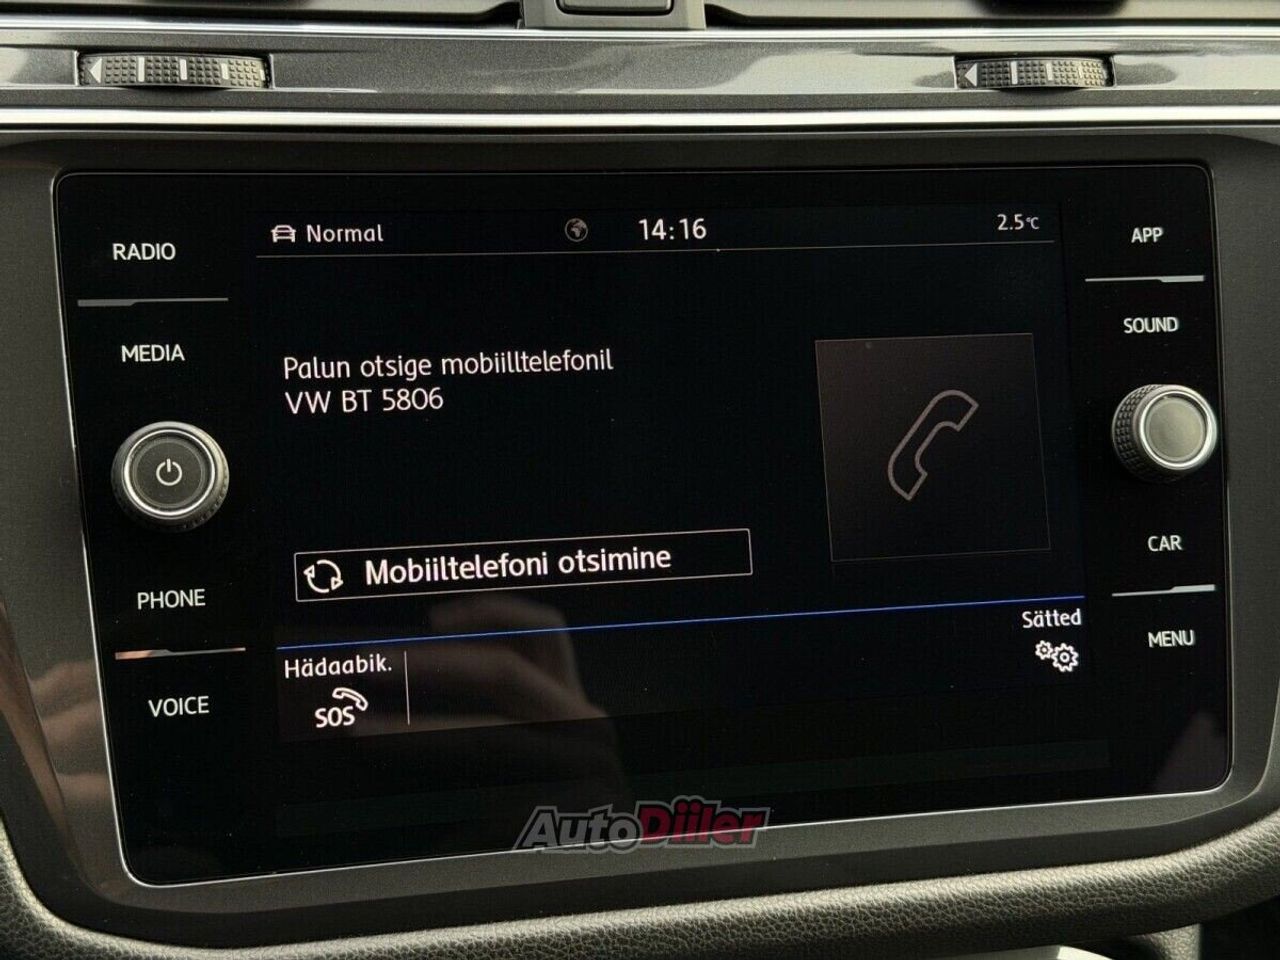 RADIO
MEDIA
PHONE
VOICE
Normal
14:16
2.5°C
Palun otsige mobiilltelefonil
VW BT 5806
Mobiiltelefoni otsimine
Hädaabik.
SOS
Sätted
APP
SOUND
CAR
MENU
AutoDiiler